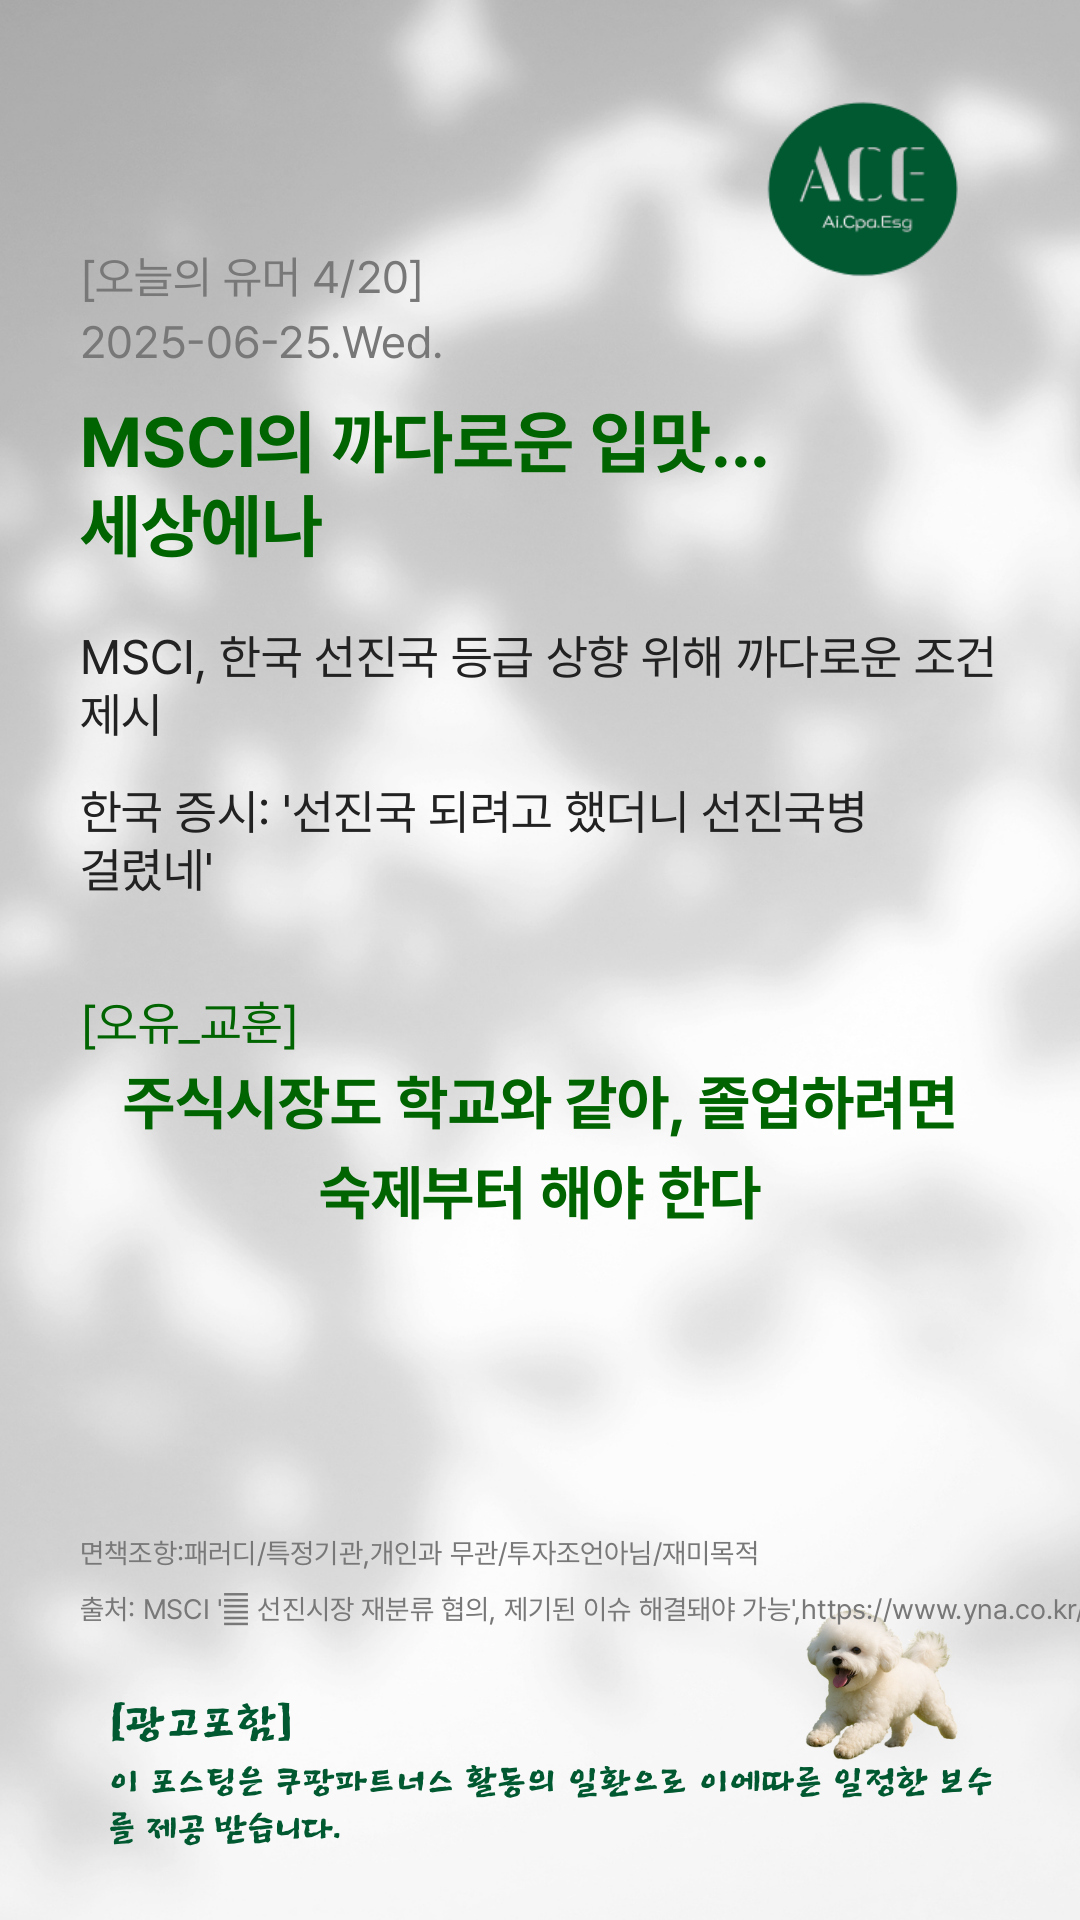 ACE
Ai.Cpa.Esg
[오늘의 유머 4/20]
2025-06-25.Wed.
MSCI의 까다로운 입맛...
세상에나
MSCI, 한국 선진국 등급 상향 위해 까다로운 조건
제시
한국 증시: '선진국 되려고 했더니 선진국병
걸렸네'
[오유_교훈]
주식시장도 학교와 같아, 졸업하려면
숙제부터 해야 한다
면책조항:패러디/특정기관,개인과 무관/투자조언아님/재미목적
출처: MSCI ' 선진시장 재분류 협의, 제기된 이슈 해결돼야 가능',https://www.yna.co.kr/
[광고포함]
이 포스팅은 쿠팡파트너스 활동의 일환으로 이에따른 일정한 보수
를 제공 받습니다.